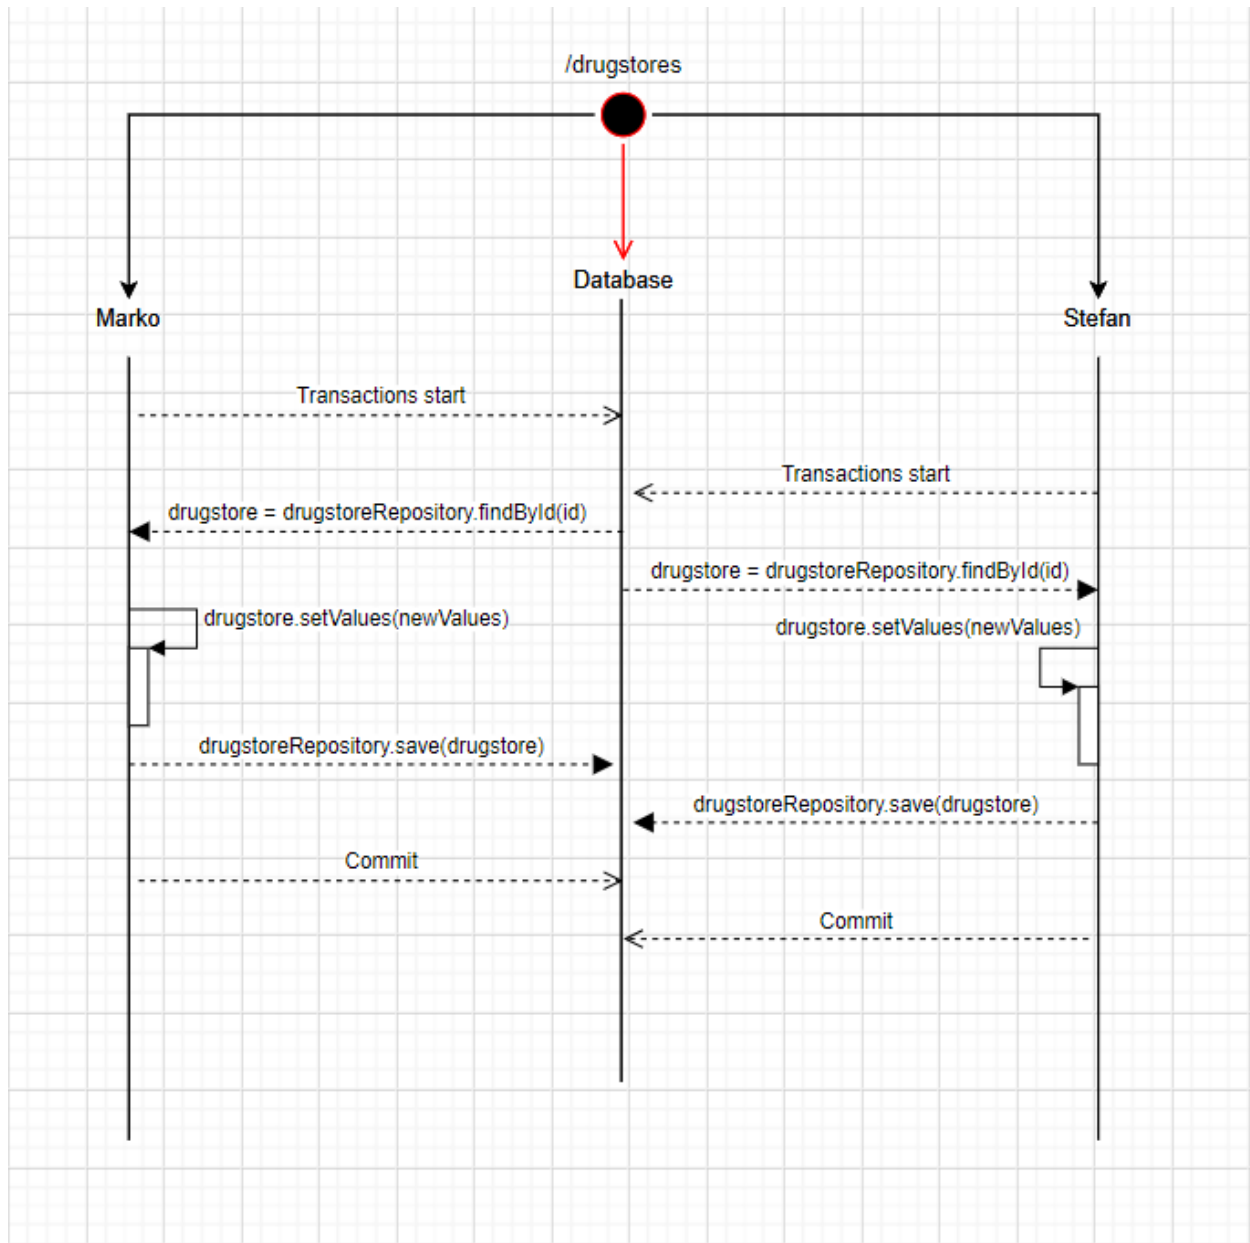 /drugstores
Database
Marko
Stefan
Transactions start
Transactions start
drugstore = drugstoreRepository.findById(id)
drugstore = drugstoreRepository.findById(id)
drugstore.setValues(newValues)
drugstore.setValues(newValues)
drugstoreRepository.save(drugstore)
drugstoreRepository.save(drugstore)
Commit
Commit